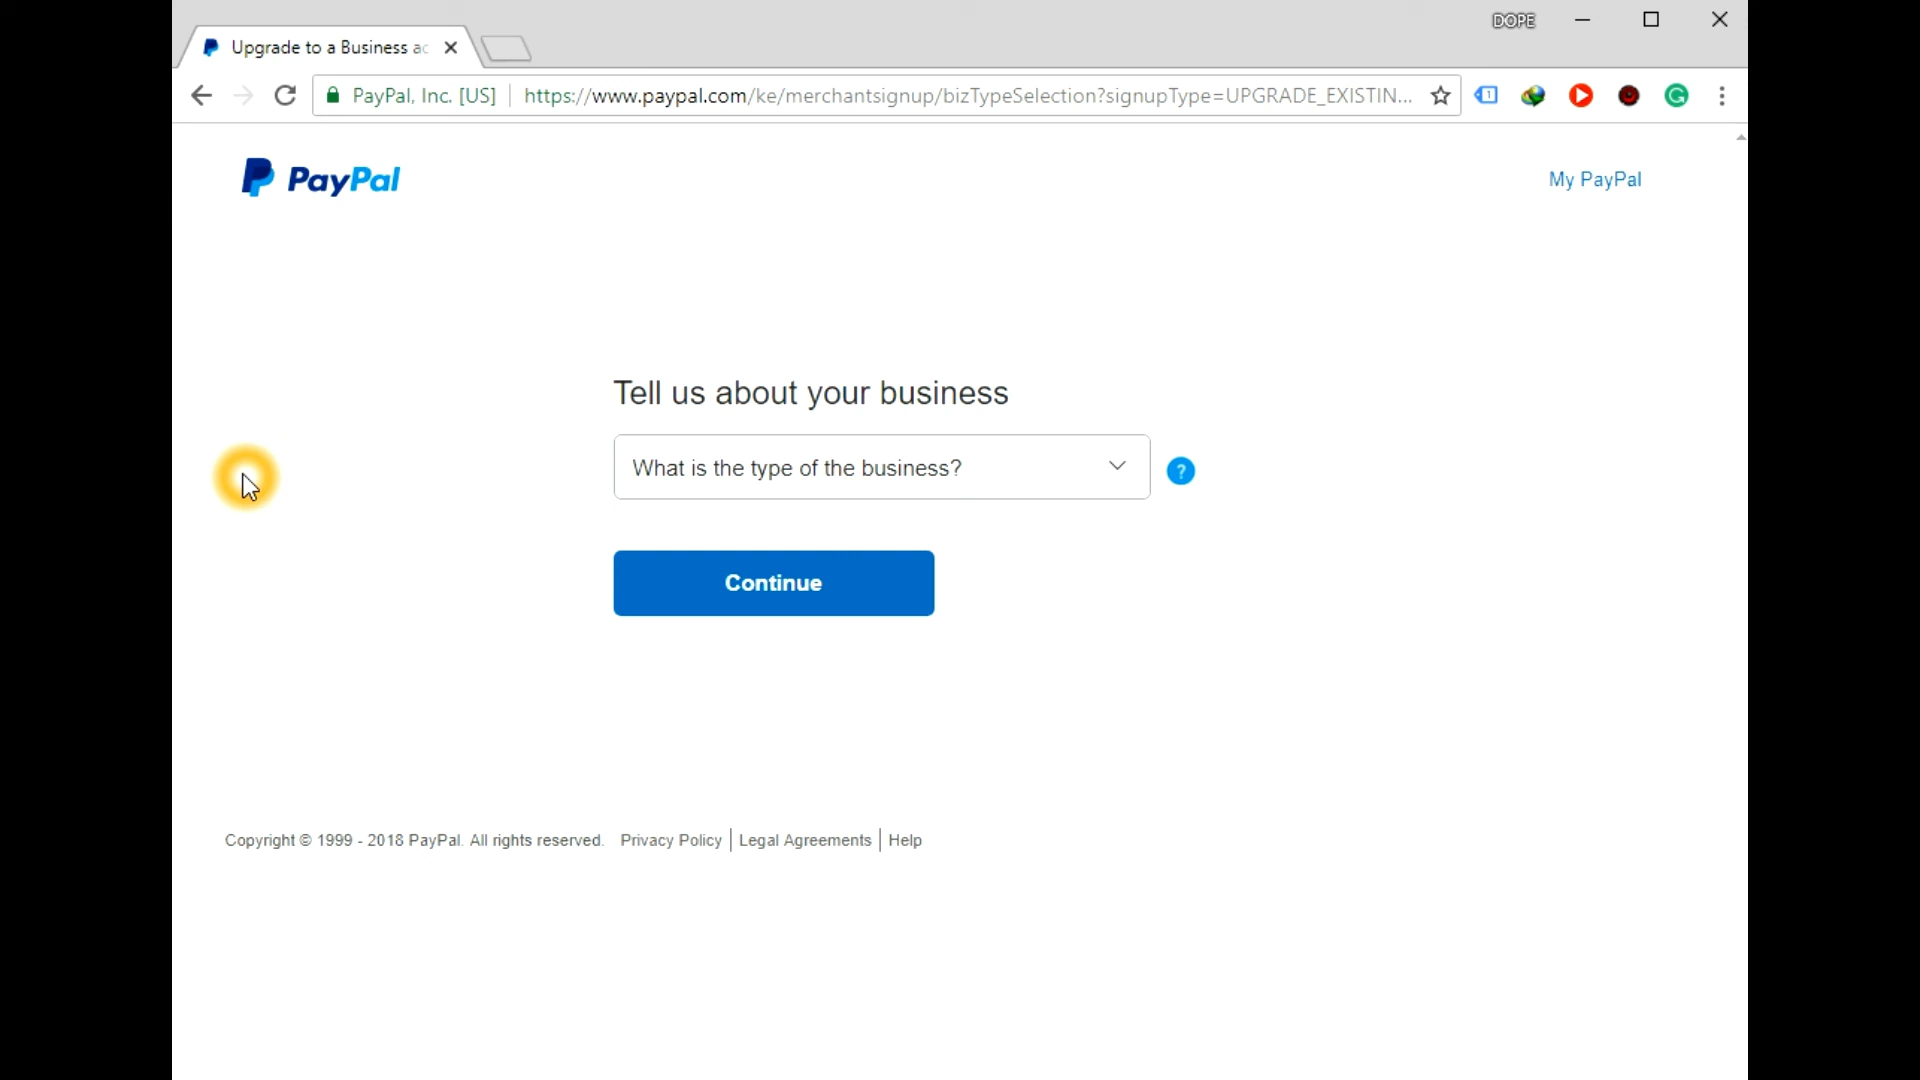 DOPE
Upgrade to a Business ac
PayPal, Inc. [US] https://www.paypal.com/ke/merchantsignup/bizTypeSelection?signupType=UPGRADE_EXISTIN...
1
PayPal
My PayPal
Tell us about your business
What is the type of the business?
?
Continue
Copyright © 1999 - 2018 PayPal. All rights reserved. Privacy Policy Legal Agreements Help